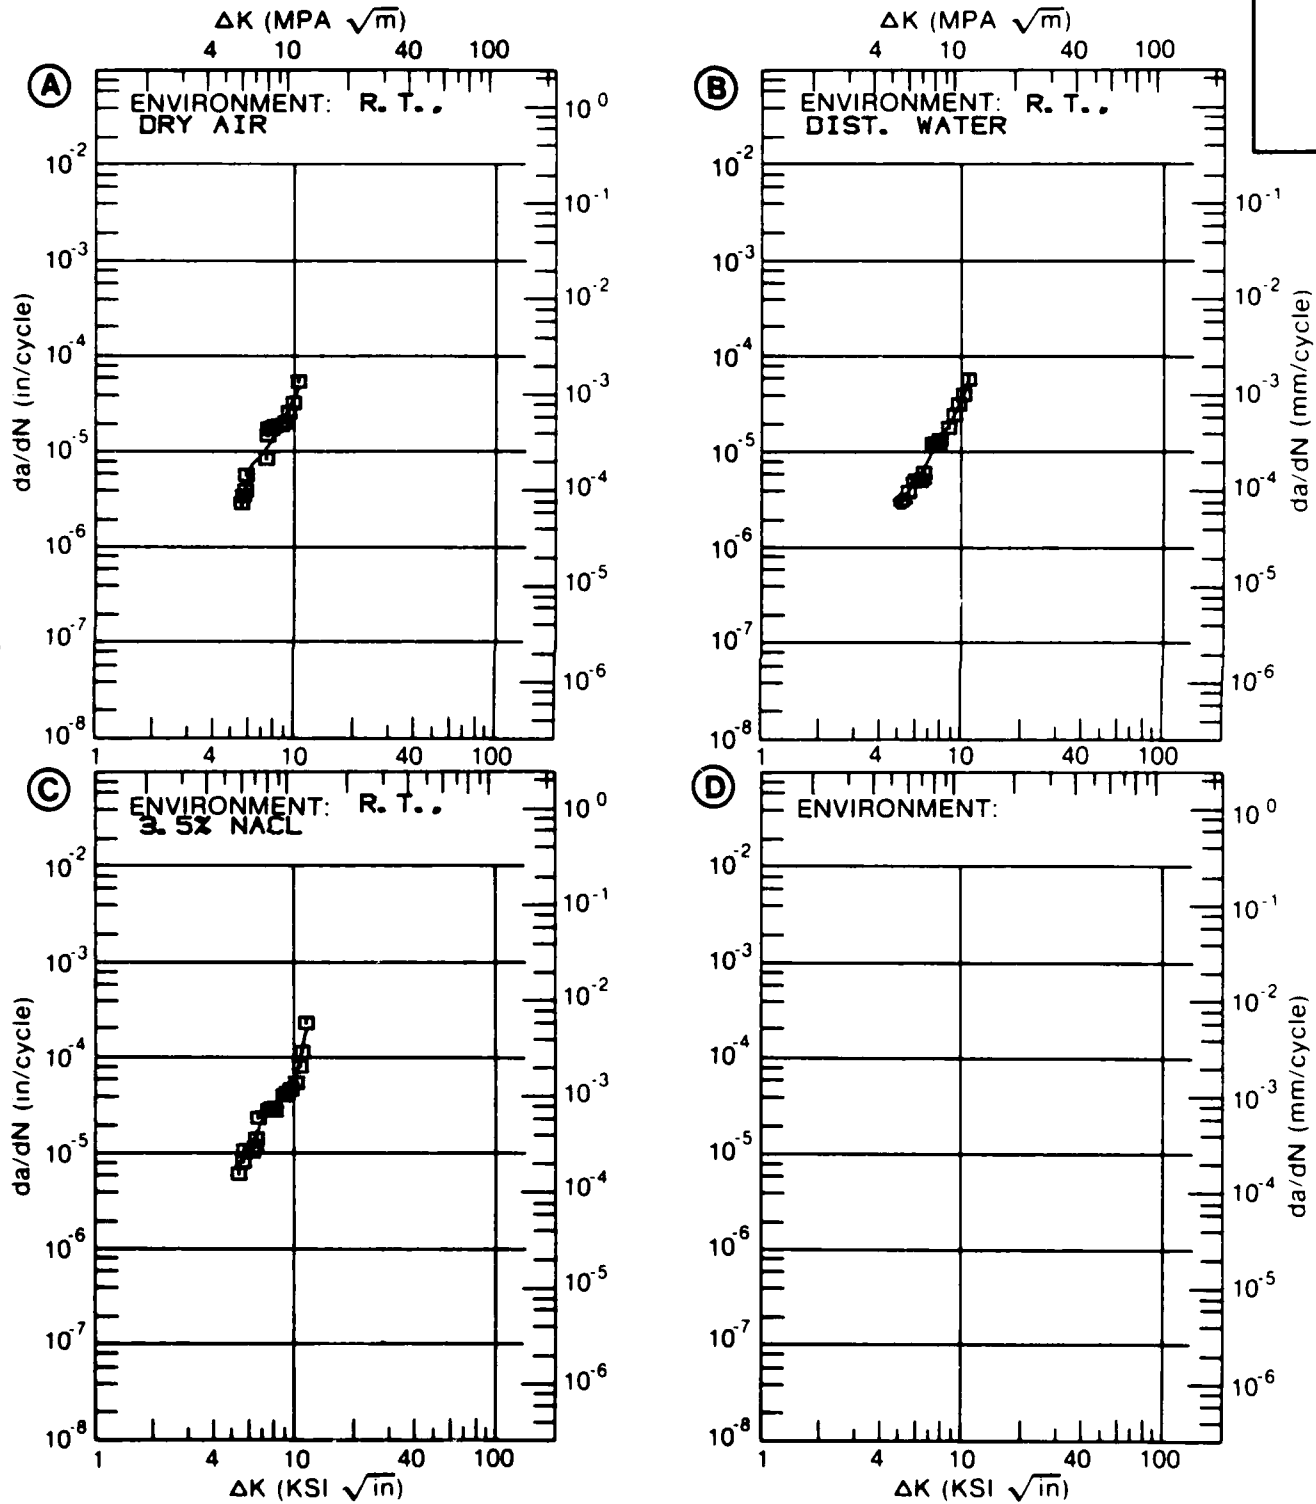 ΔK (MPA √m) ΔK (MPA √m)
4 10 40 100 4 10 40 100
A B
ENVIRONMENT: R. T., ENVIRONMENT: R. T.,
DRY AIR DIST. WATER
10^0
10^-2 10^-2
10^-1 10^-1
10^-3 10^-3
10^-2 10^-2
10^-4 10^-4
10^-3 10^-3
10^-5 10^-5
10^-4 10^-4
10^-6 10^-6
10^-5 10^-5
10^-7 10^-7
10^-6 10^-6
10^-8 10^-8
da/dN (in/cycle) da/dN (mm/cycle)
1 4 10 40 100 1 4 10 40 100
C D
ENVIRONMENT: R. T., ENVIRONMENT:
3.5% NACL
10^0 10^0
10^-2 10^-2
10^-1 10^-1
10^-3 10^-3
10^-2 10^-2
10^-4 10^-4
10^-3 10^-3
10^-5 10^-5
10^-4 10^-4
10^-6 10^-6
10^-5 10^-5
10^-7 10^-7
10^-6 10^-6
10^-8 10^-8
da/dN (in/cycle) da/dN (mm/cycle)
1 4 10 40 100 1 4 10 40 100
ΔK (KSI √in) ΔK (KSI √in)